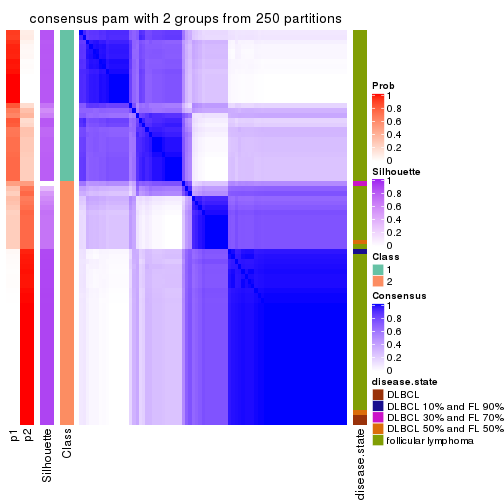 consensus pam with 2 groups from 250 partitions
Prob
1
0.8
0.6
0.4
0.2
0
Silhouette
1
0.8
0.6
0.4
0.2
0
Class
1
2
Consensus
1
0.8
0.6
0.4
0.2
0
disease.state
DLBCL
DLBCL 10% and FL 90%
DLBCL 30% and FL 70%
DLBCL 50% and FL 50%
follicular lymphoma
p1
p2
Silhouette
Class
disease.state